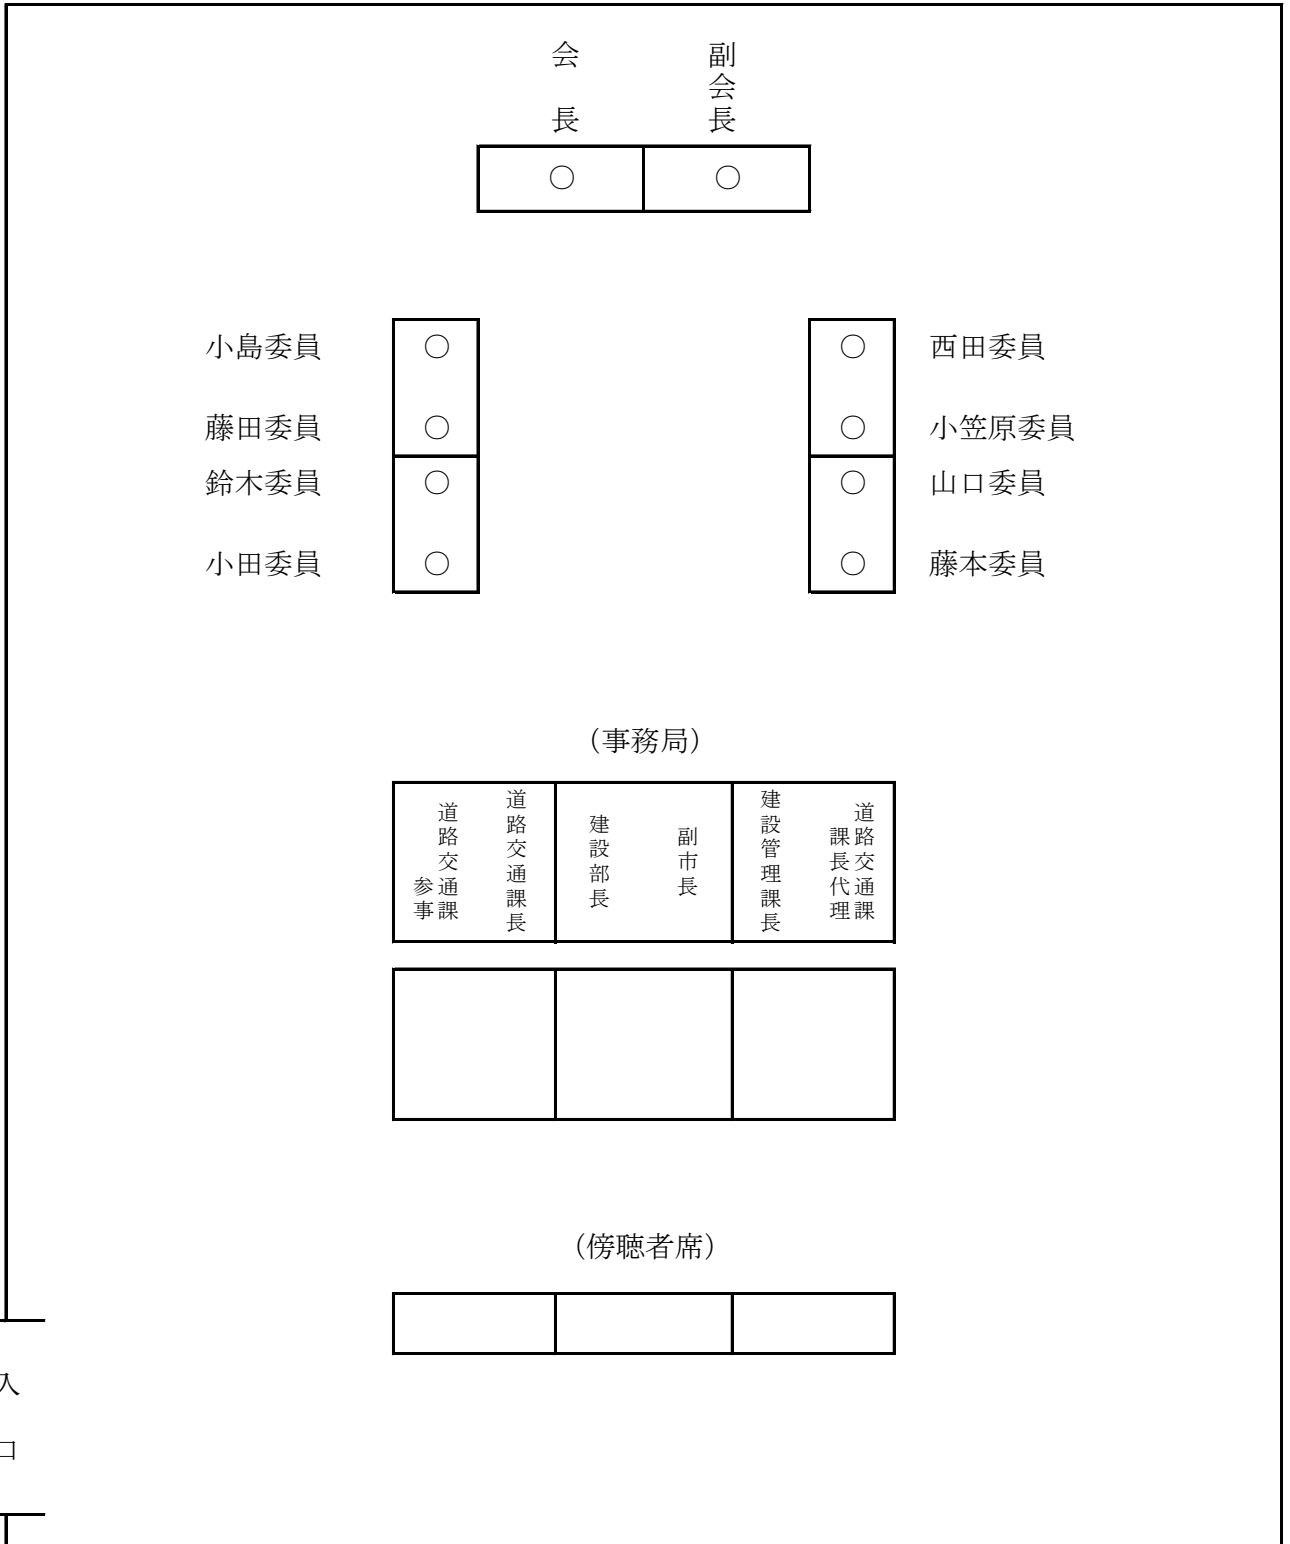 会長
副会長
○ ○
小島委員 ○ ○ 西田委員
藤田委員 ○ ○ 小笠原委員
鈴木委員 ○ ○ 山口委員
小田委員 ○ ○ 藤本委員
（事務局）
道路交通課
参事
道路交通課長
建設部長
副市長
建設管理課長
道路交通課
課長代理
（傍聴者席）
入口